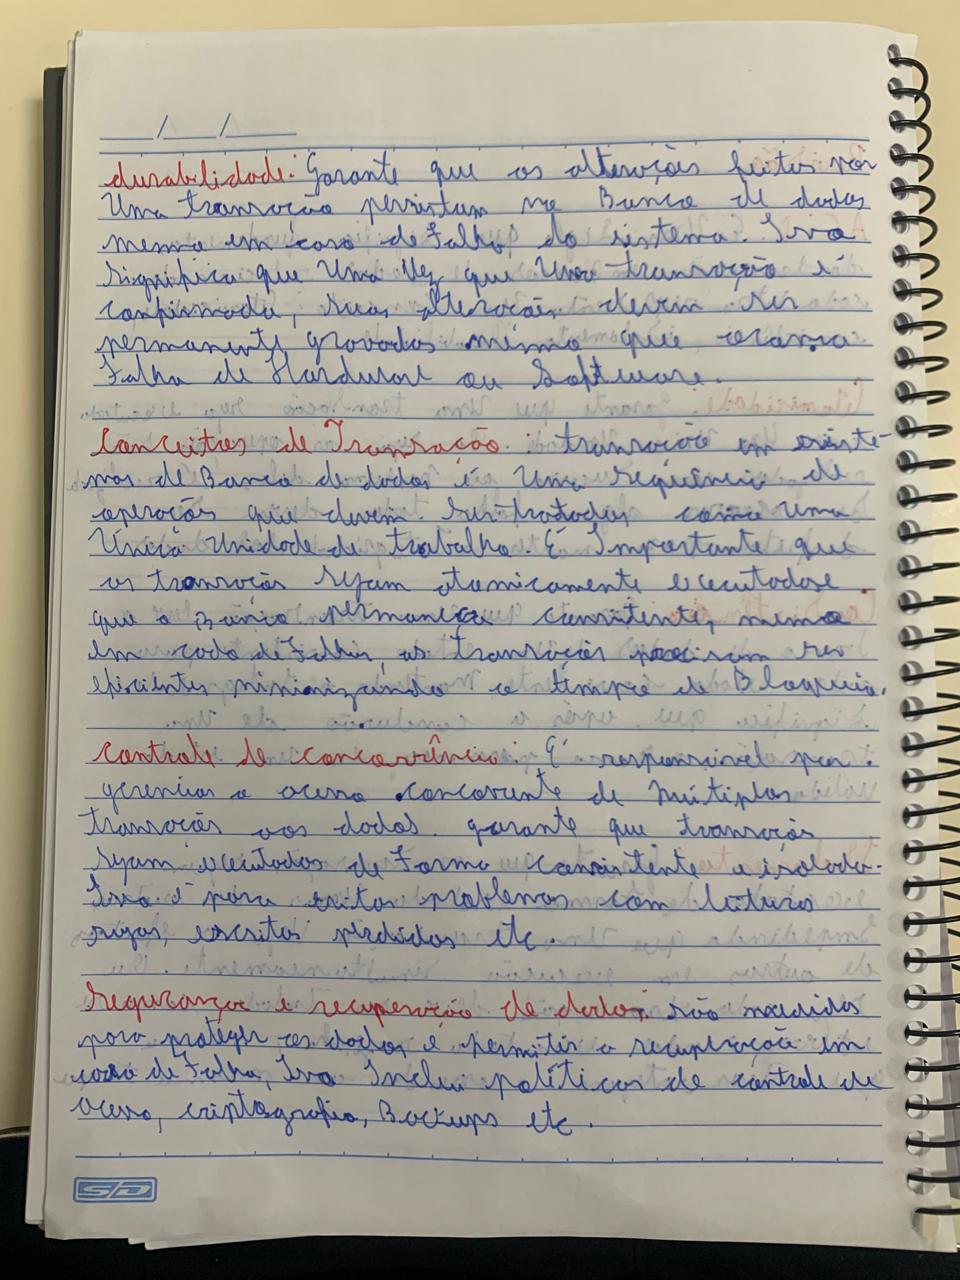 ___/___/___
durabilidade: Garante que as alterações feitas por
Uma transação persistam no Banco de dados
mesmo em caso de Falha do sistema. Isso
significa que Uma Vez que Uma transação é
confirmada, suas alterações devem ser
permanente gravadas mesmo que ocorra
Falha de Hardware ou Software.
Conceitos de Transação: transação em siste-
mas de Banco de dados é Uma sequência de
operações que devem ser tratadas como Uma
Única Unidade de trabalho. É Importante que
as transações sejam atomicamente executadas e
que o Banco permaneça consistente, mesmo
em cado de Falhas, as transações precisam ser
eficientes minimizando o tempo de Bloqueio.
controle de concorrência: É responsável por
gerenciar o acesso concorrente de Múltiplas
transações aos dados. garante que transações
sejam executadas de Forma consistente e isolada.
Isso é para evitar problemas com leituras
sujas, escritas perdidas etc.
segurança e recuperação de dados: são medidas
para proteger os dados e permitir a recuperação em
caso de Falha, Isso Inclui políticas de controle de
acesso, criptografia, Backups etc.
SD